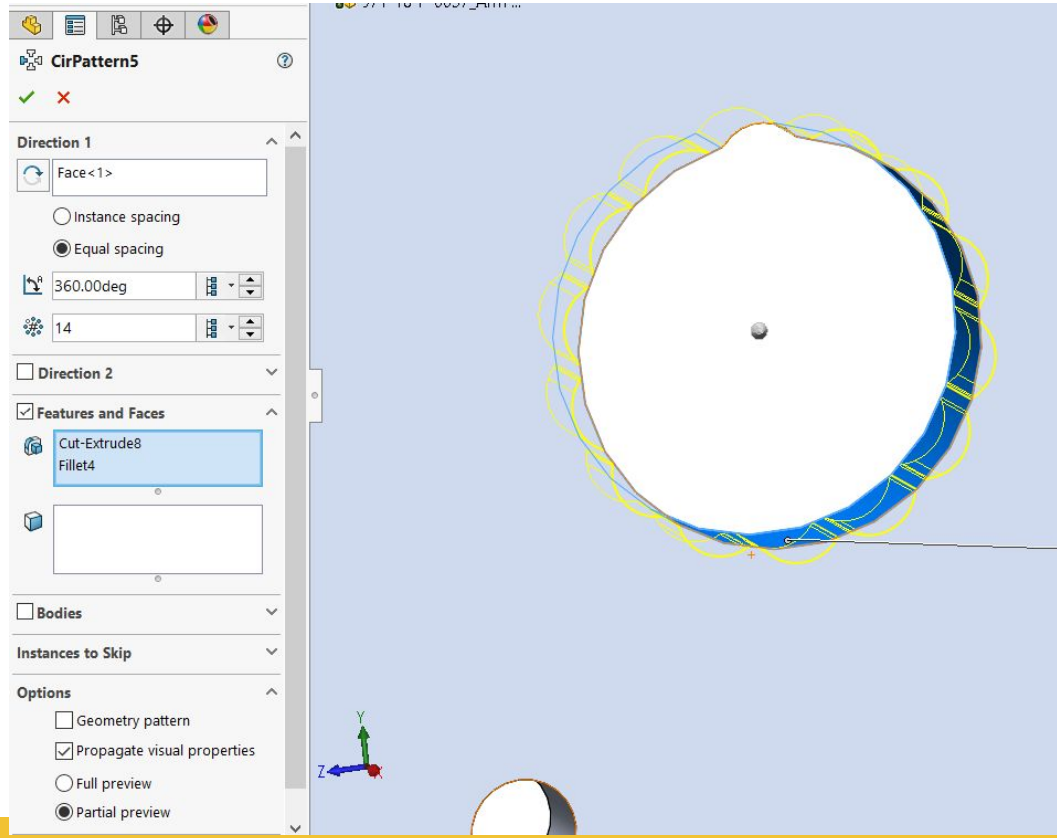 CirPattern5
Direction 1
Face<1>
Instance spacing
Equal spacing
360.00deg
14
Direction 2
Features and Faces
Cut-Extrude8
Fillet4
Bodies
Instances to Skip
Options
Geometry pattern
Propagate visual properties
Full preview
Partial preview
Y
Z